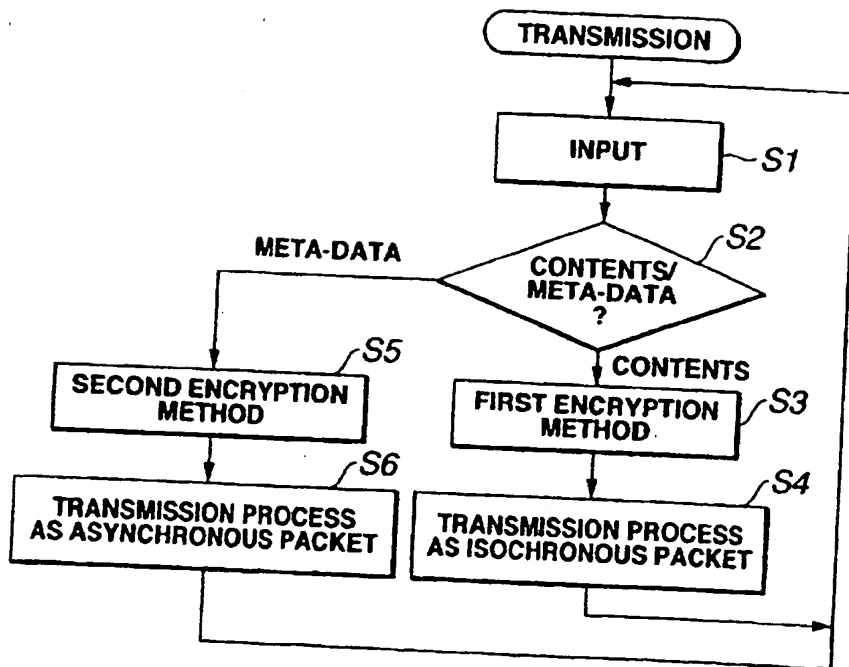 TRANSMISSION
INPUT
S1
S2
META-DATA
CONTENTS/
META-DATA
?
CONTENTS
S5
SECOND ENCRYPTION
METHOD
S3
FIRST ENCRYPTION
METHOD
S6
TRANSMISSION PROCESS
AS ASYNCHRONOUS PACKET
S4
TRANSMISSION PROCESS
AS ISOCHRONOUS PACKET